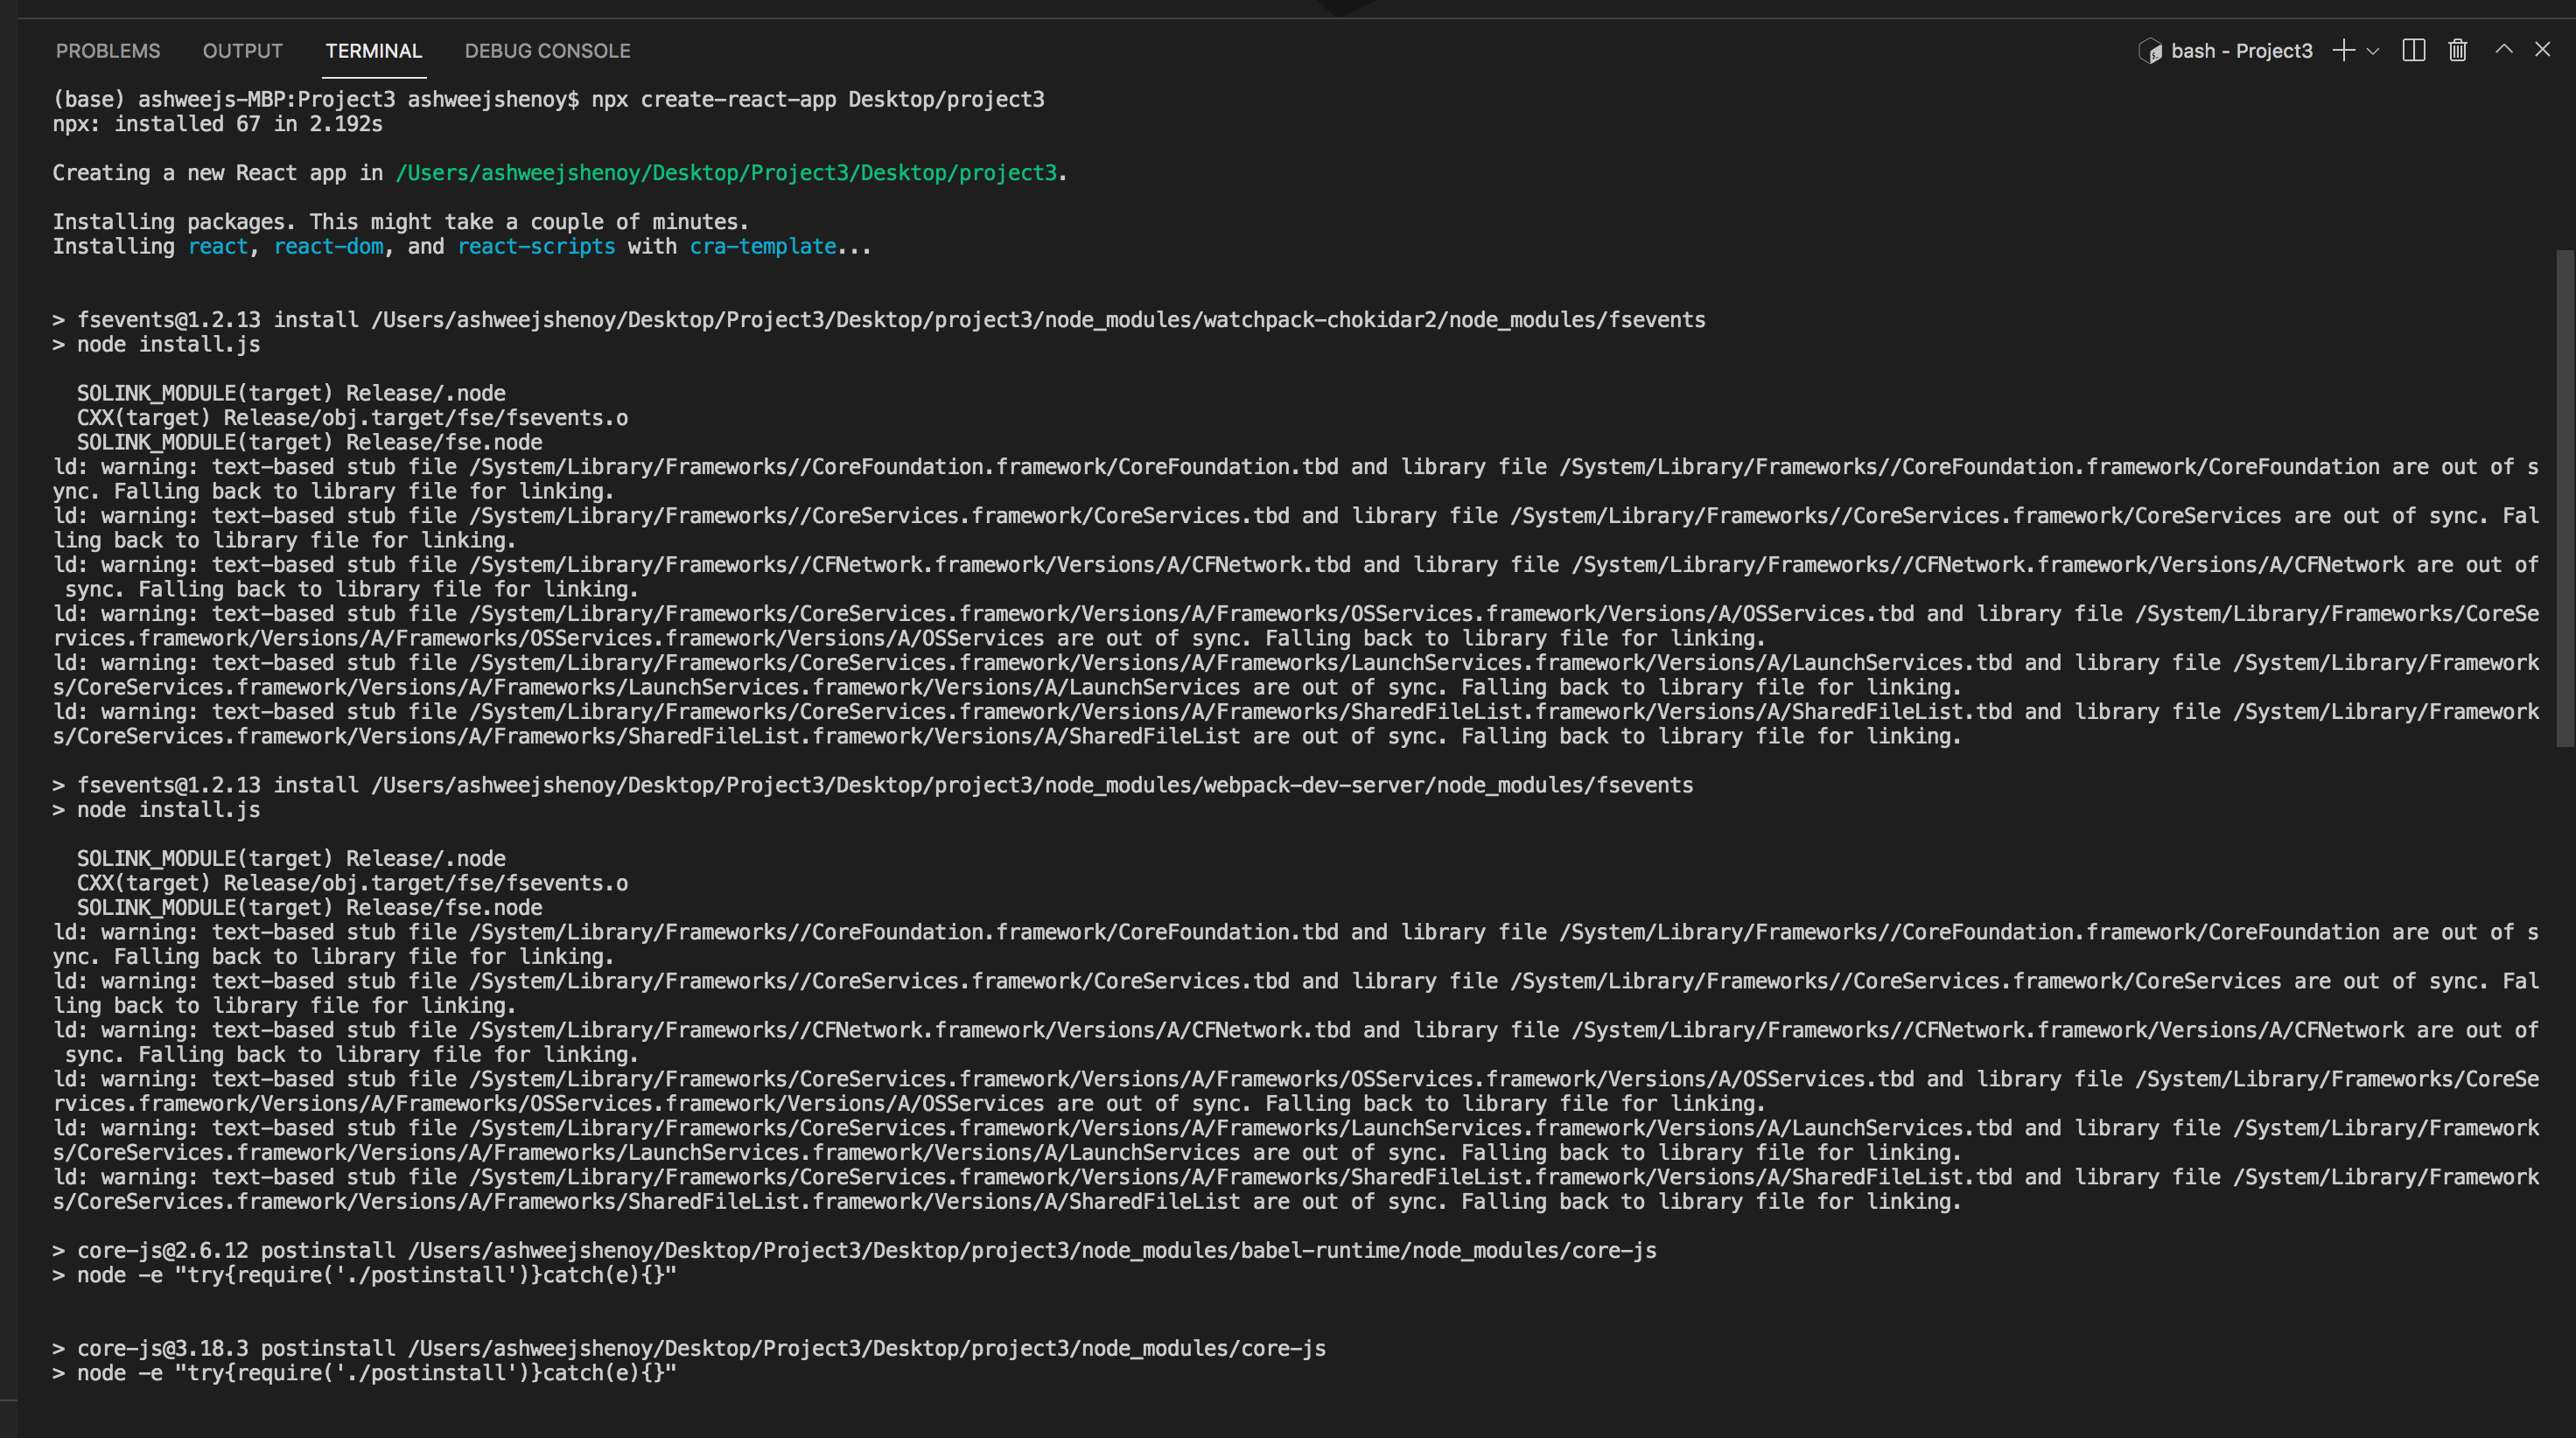 PROBLEMS OUTPUT TERMINAL DEBUG CONSOLE bash - Project3
(base) ashweejs-MBP:Project3 ashweejshenoy$ npx create-react-app Desktop/project3
npx: installed 67 in 2.192s
Creating a new React app in /Users/ashweejshenoy/Desktop/Project3/Desktop/project3.
Installing packages. This might take a couple of minutes.
Installing react, react-dom, and react-scripts with cra-template...
> fsevents@1.2.13 install /Users/ashweejshenoy/Desktop/Project3/Desktop/project3/node_modules/watchpack-chokidar2/node_modules/fsevents
> node install.js
SOLINK_MODULE(target) Release/.node
CXX(target) Release/obj.target/fse/fsevents.o
SOLINK_MODULE(target) Release/fse.node
ld: warning: text-based stub file /System/Library/Frameworks//CoreFoundation.framework/CoreFoundation.tbd and library file /System/Library/Frameworks//CoreFoundation.framework/CoreFoundation are out of s
ync. Falling back to library file for linking.
ld: warning: text-based stub file /System/Library/Frameworks//CoreServices.framework/CoreServices.tbd and library file /System/Library/Frameworks//CoreServices.framework/CoreServices are out of sync. Fal
ling back to library file for linking.
ld: warning: text-based stub file /System/Library/Frameworks//CFNetwork.framework/Versions/A/CFNetwork.tbd and library file /System/Library/Frameworks//CFNetwork.framework/Versions/A/CFNetwork are out of
sync. Falling back to library file for linking.
ld: warning: text-based stub file /System/Library/Frameworks/CoreServices.framework/Versions/A/Frameworks/OSServices.framework/Versions/A/OSServices.tbd and library file /System/Library/Frameworks/CoreSe
rvices.framework/Versions/A/Frameworks/OSServices.framework/Versions/A/OSServices are out of sync. Falling back to library file for linking.
ld: warning: text-based stub file /System/Library/Frameworks/CoreServices.framework/Versions/A/Frameworks/LaunchServices.framework/Versions/A/LaunchServices.tbd and library file /System/Library/Framework
s/CoreServices.framework/Versions/A/Frameworks/LaunchServices.framework/Versions/A/LaunchServices are out of sync. Falling back to library file for linking.
ld: warning: text-based stub file /System/Library/Frameworks/CoreServices.framework/Versions/A/Frameworks/SharedFileList.framework/Versions/A/SharedFileList.tbd and library file /System/Library/Framework
s/CoreServices.framework/Versions/A/Frameworks/SharedFileList.framework/Versions/A/SharedFileList are out of sync. Falling back to library file for linking.
> fsevents@1.2.13 install /Users/ashweejshenoy/Desktop/Project3/Desktop/project3/node_modules/webpack-dev-server/node_modules/fsevents
> node install.js
SOLINK_MODULE(target) Release/.node
CXX(target) Release/obj.target/fse/fsevents.o
SOLINK_MODULE(target) Release/fse.node
ld: warning: text-based stub file /System/Library/Frameworks//CoreFoundation.framework/CoreFoundation.tbd and library file /System/Library/Frameworks//CoreFoundation.framework/CoreFoundation are out of s
ync. Falling back to library file for linking.
ld: warning: text-based stub file /System/Library/Frameworks//CoreServices.framework/CoreServices.tbd and library file /System/Library/Frameworks//CoreServices.framework/CoreServices are out of sync. Fal
ling back to library file for linking.
ld: warning: text-based stub file /System/Library/Frameworks//CFNetwork.framework/Versions/A/CFNetwork.tbd and library file /System/Library/Frameworks//CFNetwork.framework/Versions/A/CFNetwork are out of
sync. Falling back to library file for linking.
ld: warning: text-based stub file /System/Library/Frameworks/CoreServices.framework/Versions/A/Frameworks/OSServices.framework/Versions/A/OSServices.tbd and library file /System/Library/Frameworks/CoreSe
rvices.framework/Versions/A/Frameworks/OSServices.framework/Versions/A/OSServices are out of sync. Falling back to library file for linking.
ld: warning: text-based stub file /System/Library/Frameworks/CoreServices.framework/Versions/A/Frameworks/LaunchServices.framework/Versions/A/LaunchServices.tbd and library file /System/Library/Framework
s/CoreServices.framework/Versions/A/Frameworks/LaunchServices.framework/Versions/A/LaunchServices are out of sync. Falling back to library file for linking.
ld: warning: text-based stub file /System/Library/Frameworks/CoreServices.framework/Versions/A/Frameworks/SharedFileList.framework/Versions/A/SharedFileList.tbd and library file /System/Library/Framework
s/CoreServices.framework/Versions/A/Frameworks/SharedFileList.framework/Versions/A/SharedFileList are out of sync. Falling back to library file for linking.
> core-js@2.6.12 postinstall /Users/ashweejshenoy/Desktop/Project3/Desktop/project3/node_modules/babel-runtime/node_modules/core-js
> node -e "try{require('./postinstall')}catch(e){}"
> core-js@3.18.3 postinstall /Users/ashweejshenoy/Desktop/Project3/Desktop/project3/node_modules/core-js
> node -e "try{require('./postinstall')}catch(e){}"